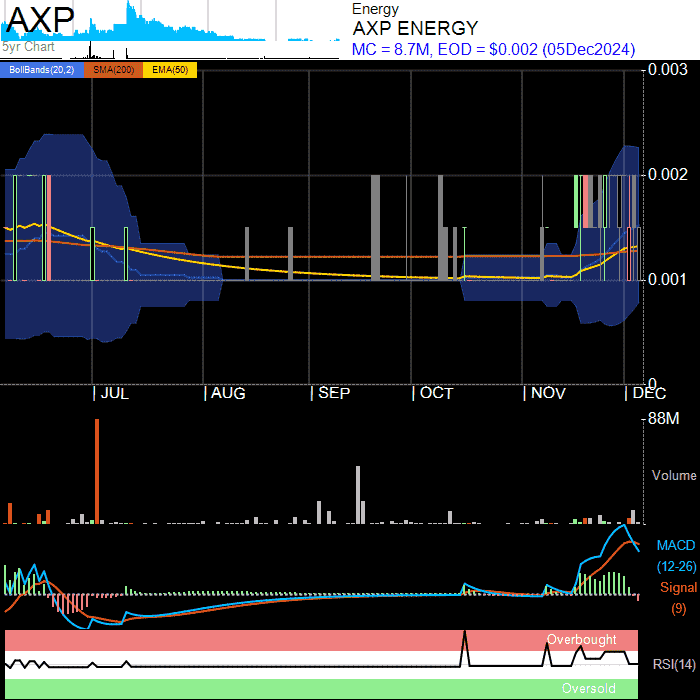 AXP
5yr Chart
Energy
AXP ENERGY
MC = 8.7M, EOD = $0.002 (05Dec2024)
BollBands(20,2) SMA(200) EMA(50)
0.003
0.002
0.001
0
| JUL | AUG | SEP | OCT | NOV | DEC
88M
Volume
MACD
(12-26)
Signal
(9)
Overbought
RSI(14)
Oversold